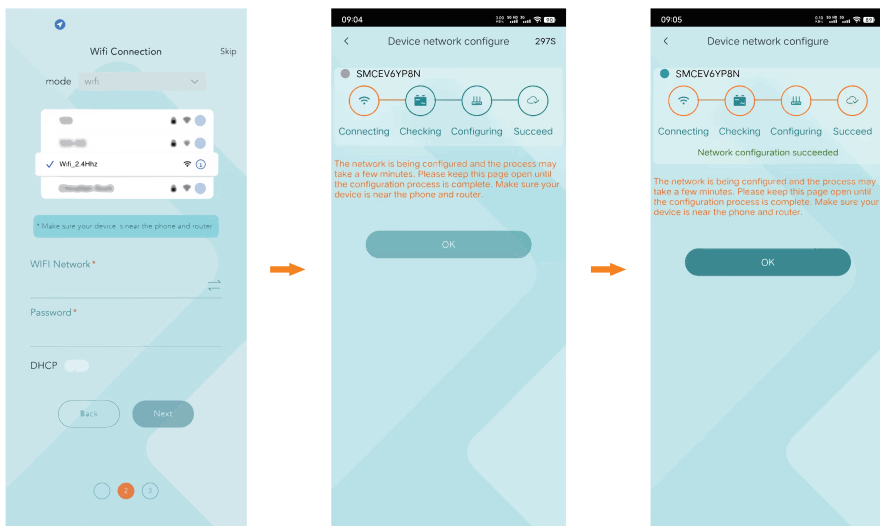 Wifi Connection
Skip
mode
wifi
Wifi_2.4Hhz
* Make sure your device is near the phone and router
WIFI Network *
Password *
DHCP
Back
Next
2
3
09:04
90
Device network configure
297S
SMCEV6YP8N
Connecting
Checking
Configuring
Succeed
The network is being configured and the process may
take a few minutes. Please keep this page open until
the configuration process is complete. Make sure your
device is near the phone and router.
OK
09:05
89
Device network configure
SMCEV6YP8N
Connecting
Checking
Configuring
Succeed
Network configuration succeeded
The network is being configured and the process may
take a few minutes. Please keep this page open until
the configuration process is complete. Make sure your
device is near the phone and router.
OK